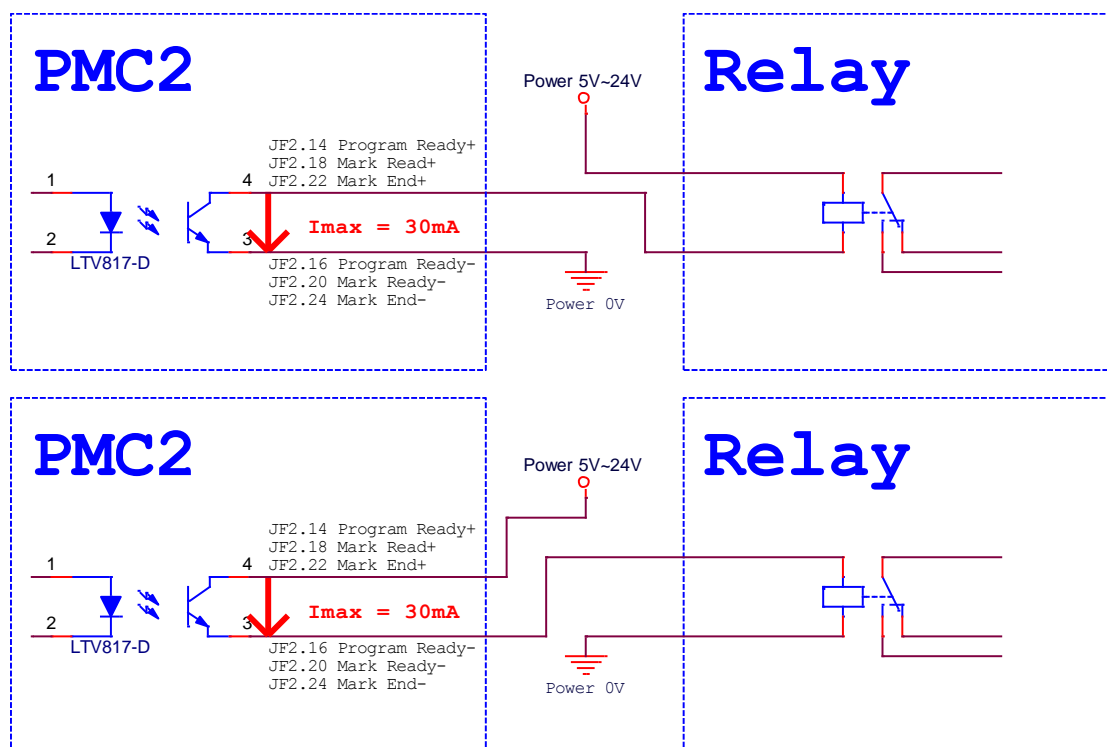 PMC2
Relay
Power 5V~24V
JF2.14 Program Ready+
JF2.18 Mark Read+
JF2.22 Mark End+
1
4
Imax = 30mA
2
3
LTV817-D
JF2.16 Program Ready-
JF2.20 Mark Ready-
JF2.24 Mark End-
Power 0V
PMC2
Relay
Power 5V~24V
JF2.14 Program Ready+
JF2.18 Mark Read+
JF2.22 Mark End+
1
4
Imax = 30mA
2
3
LTV817-D
JF2.16 Program Ready-
JF2.20 Mark Ready-
JF2.24 Mark End-
Power 0V